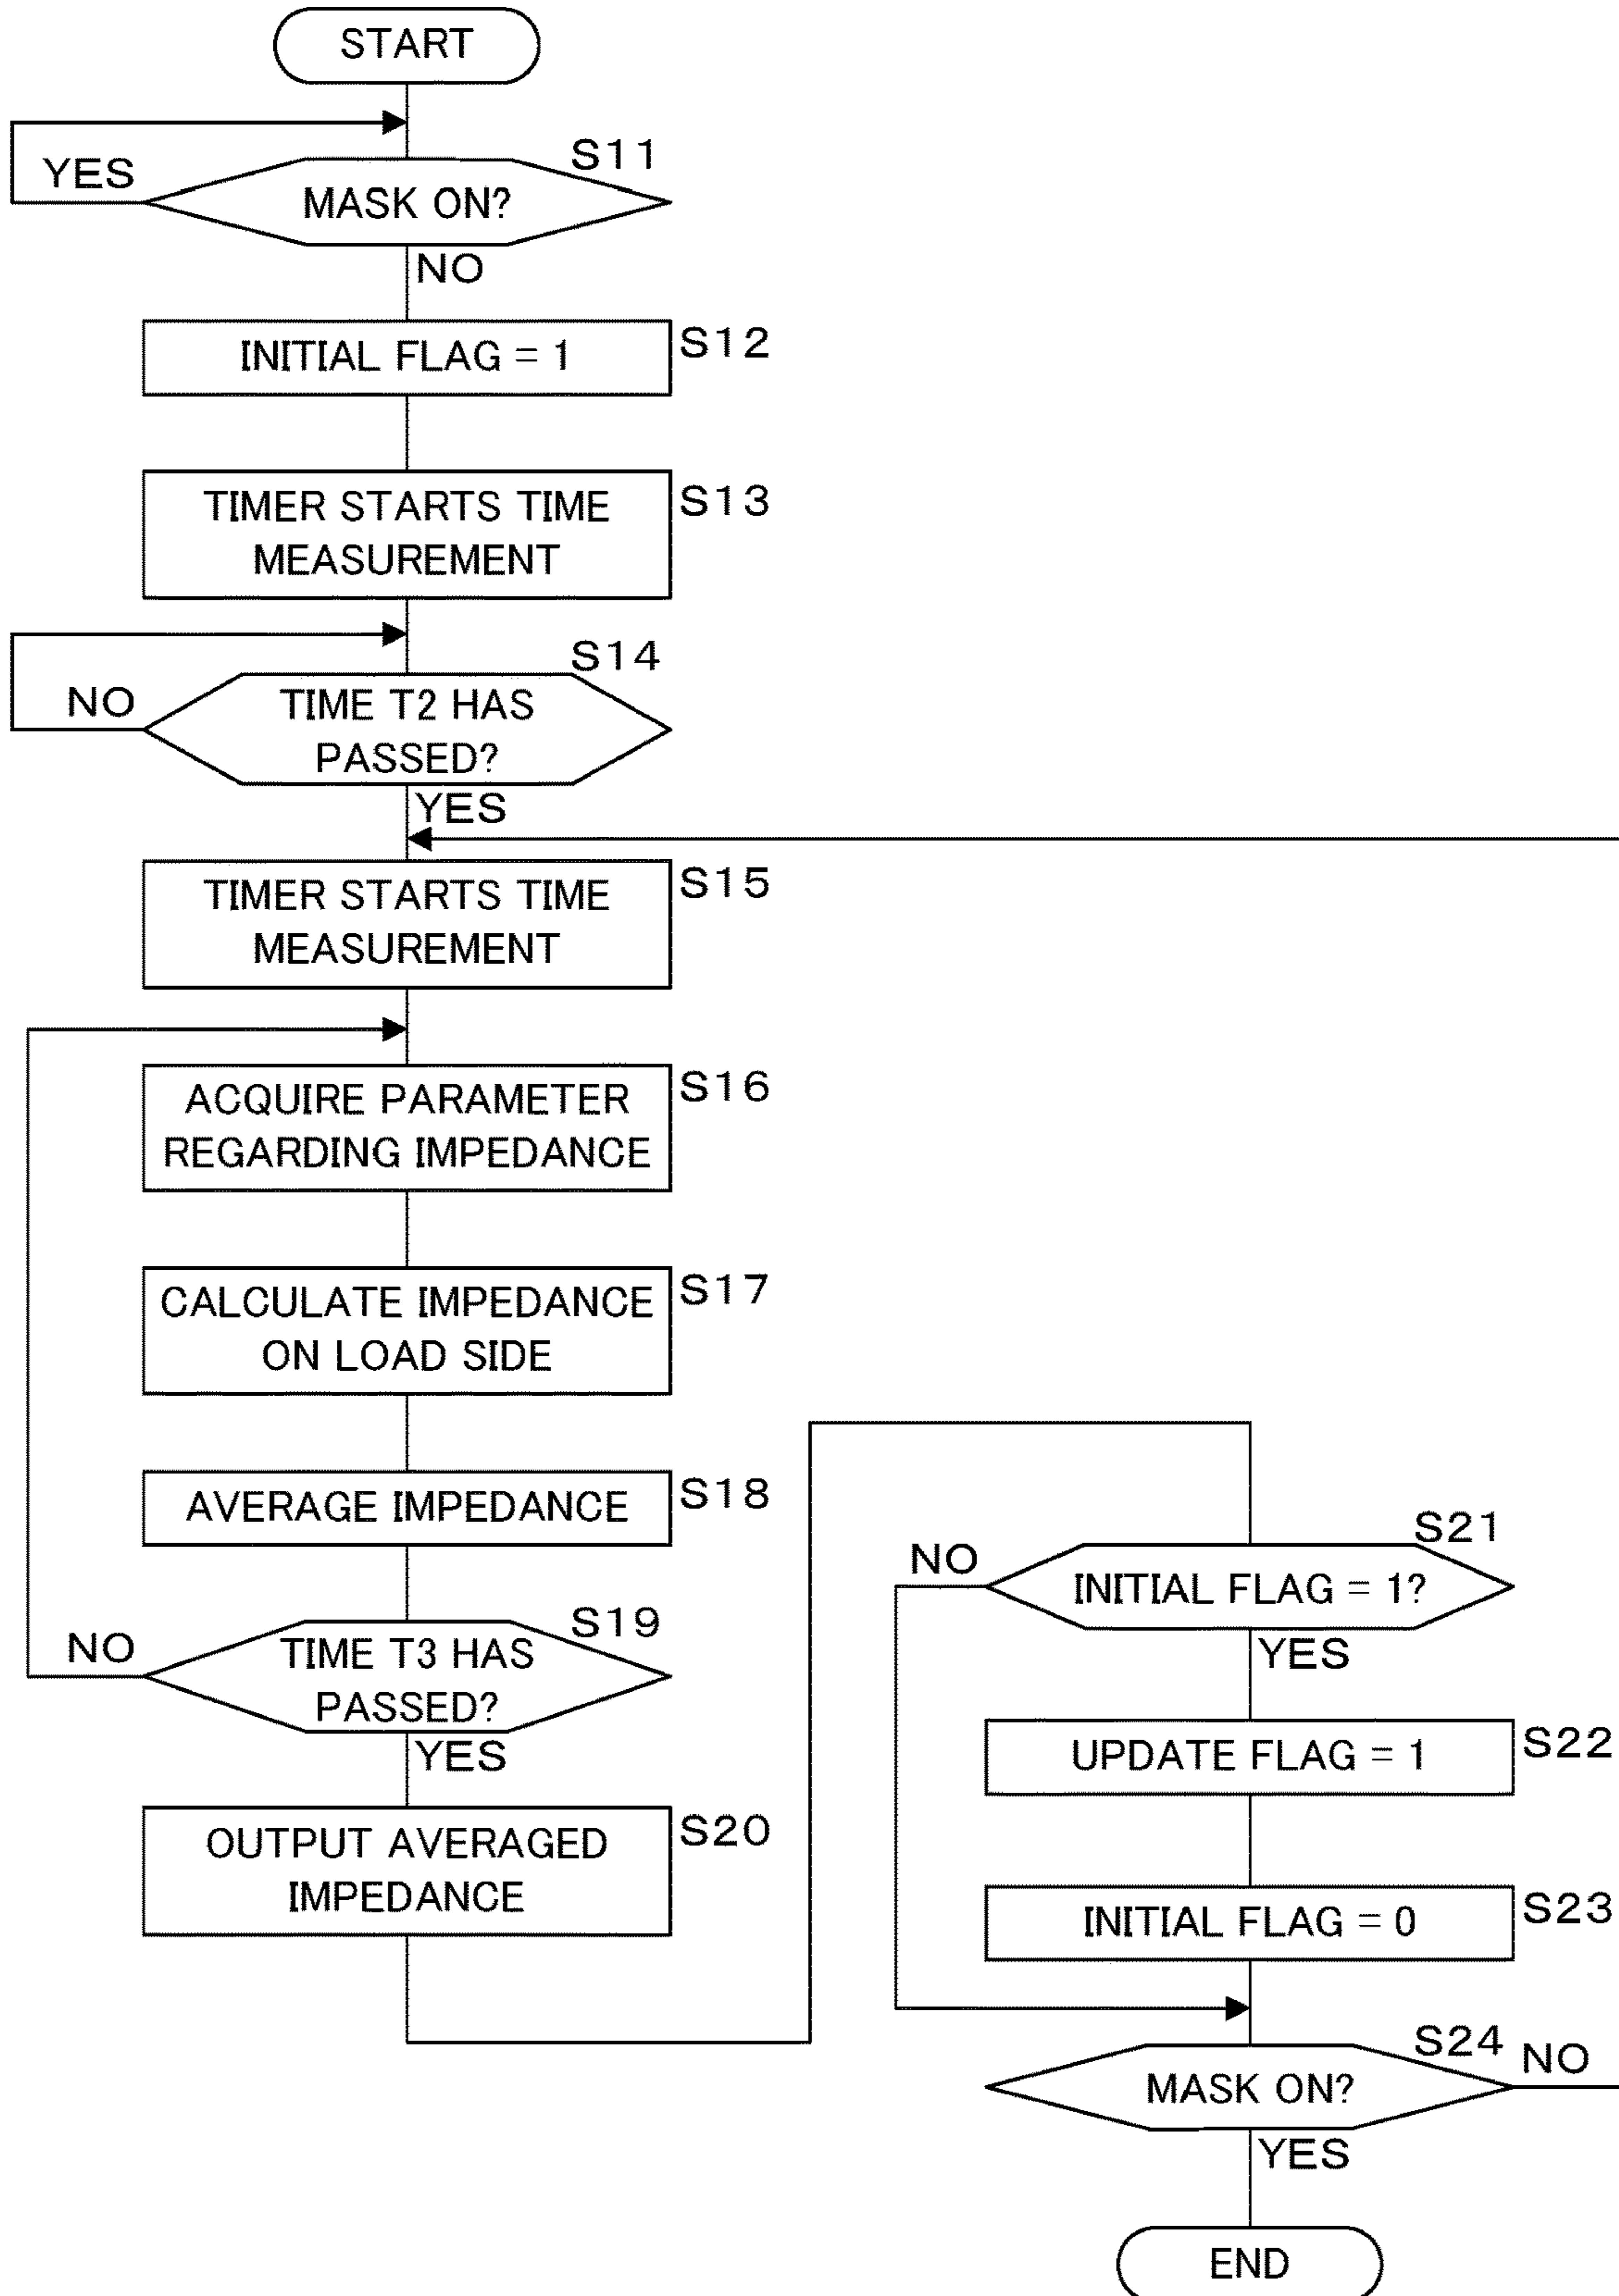 START
S11
YES
MASK ON?
NO
INITIAL FLAG = 1
S12
TIMER STARTS TIME
MEASUREMENT
S13
S14
NO
TIME T2 HAS
PASSED?
YES
TIMER STARTS TIME
MEASUREMENT
S15
ACQUIRE PARAMETER
REGARDING IMPEDANCE
S16
CALCULATE IMPEDANCE
ON LOAD SIDE
S17
AVERAGE IMPEDANCE
S18
S19
NO
TIME T3 HAS
PASSED?
YES
OUTPUT AVERAGED
IMPEDANCE
S20
S21
NO
INITIAL FLAG = 1?
YES
UPDATE FLAG = 1
S22
INITIAL FLAG = 0
S23
S24
NO
MASK ON?
YES
END